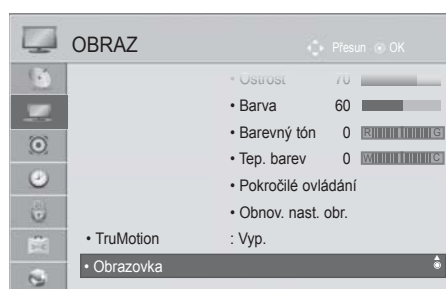 OBRAZ
Přesun OK
• Ostrost 70
• Barva 60
• Barevný tón 0 R G
• Tep. barev 0 W C
• Pokročilé ovládání
• Obnov. nast. obr.
• TruMotion : Vyp.
• Obrazovka